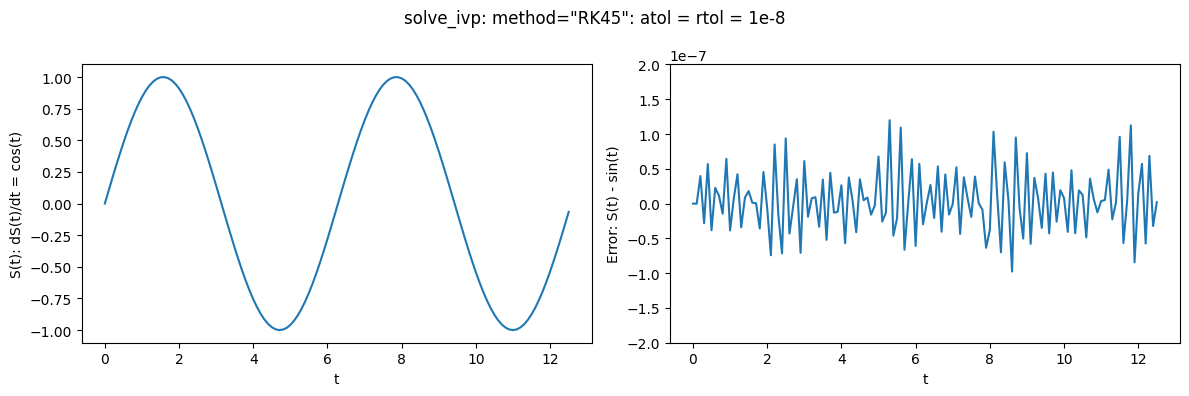 solve_ivp: method="RK45": atol = rtol = 1e-8
S(t): dS(t)/dt = cos(t)
1.00
0.75
0.50
0.25
0.00
−0.25
−0.50
−0.75
−1.00
0 2 4 6 8 10 12
t
1e−7
Error: S(t) - sin(t)
2.0
1.5
1.0
0.5
0.0
−0.5
−1.0
−1.5
−2.0
0 2 4 6 8 10 12
t